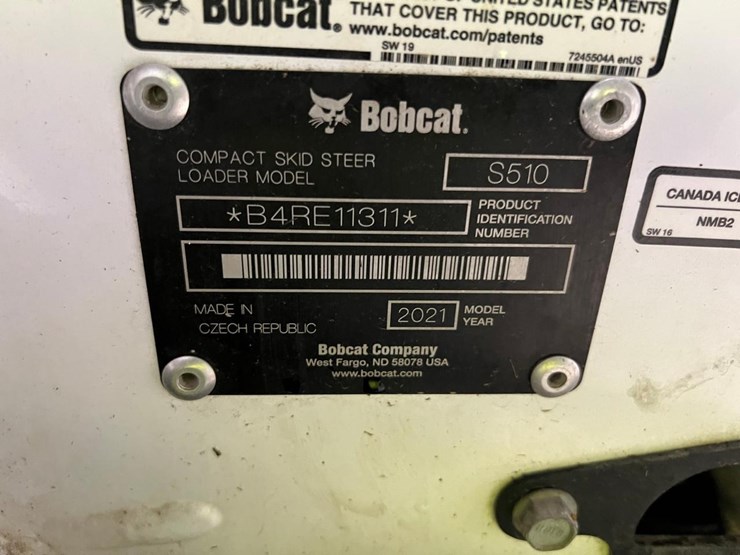 Bobcat®
UNITED STATES PATENTS
THAT COVER THIS PRODUCT, GO TO:
www.bobcat.com/patents
SW 19
7245504A enUS
Bobcat®
COMPACT SKID STEER
LOADER MODEL
S510
*B4RE11311*
PRODUCT
IDENTIFICATION
NUMBER
MADE IN
CZECH REPUBLIC
2021
MODEL
YEAR
Bobcat Company
West Fargo, ND 58078 USA
www.bobcat.com
CANADA
NMB2
SW 16